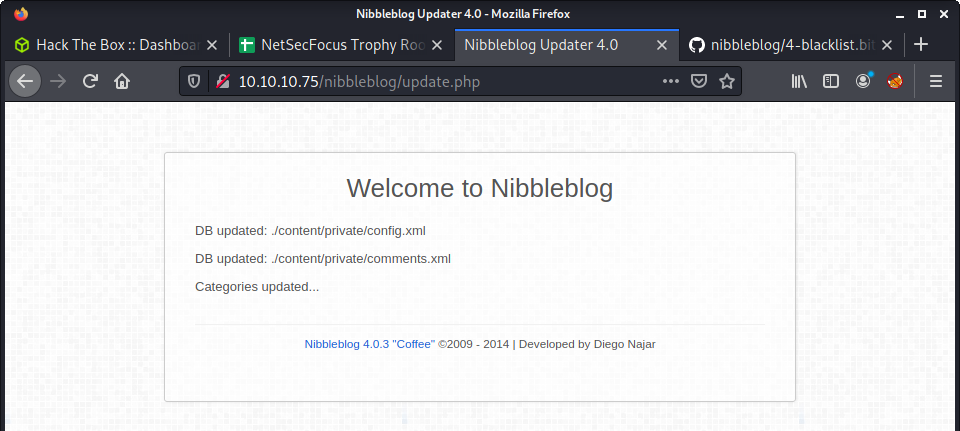 Nibbleblog Updater 4.0 - Mozilla Firefox
Hack The Box :: Dashboa
NetSecFocus Trophy Roo
Nibbleblog Updater 4.0
nibbleblog/4-blacklist.bit
10.10.10.75/nibbleblog/update.php
Welcome to Nibbleblog
DB updated: ./content/private/config.xml
DB updated: ./content/private/comments.xml
Categories updated...
Nibbleblog 4.0.3 "Coffee" ©2009 - 2014 | Developed by Diego Najar